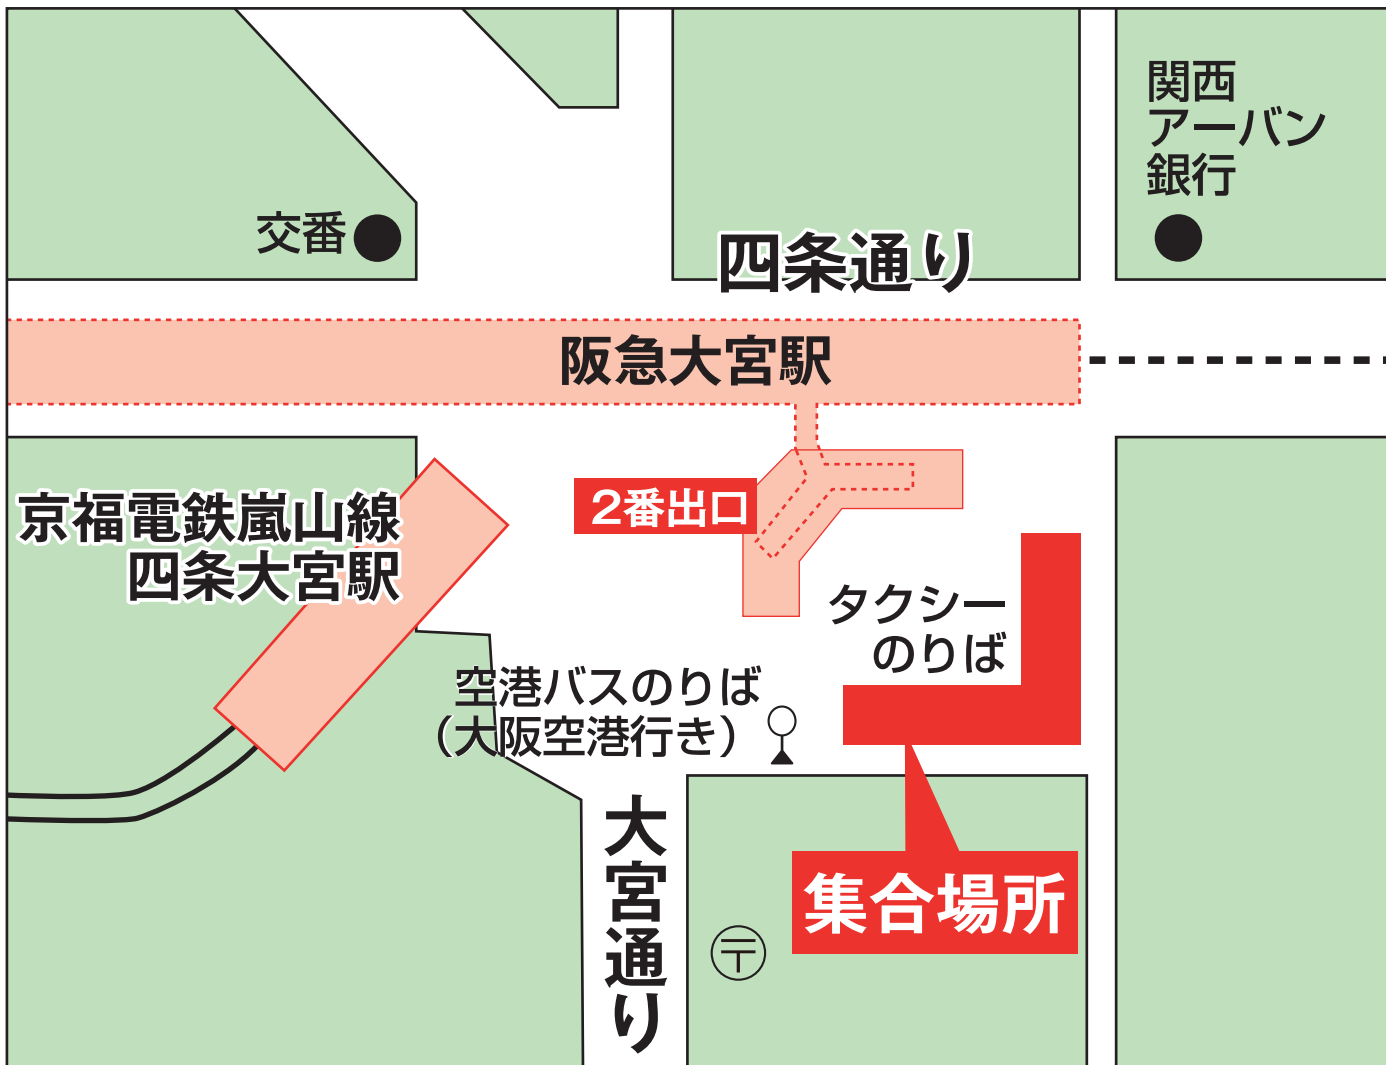 関西
アーバン
銀行
交番
四条通り
阪急大宮駅
2番出口
京福電鉄嵐山線
四条大宮駅
タクシー
のりば
空港バスのりば
（大阪空港行き）
大宮通り
集合場所
〒